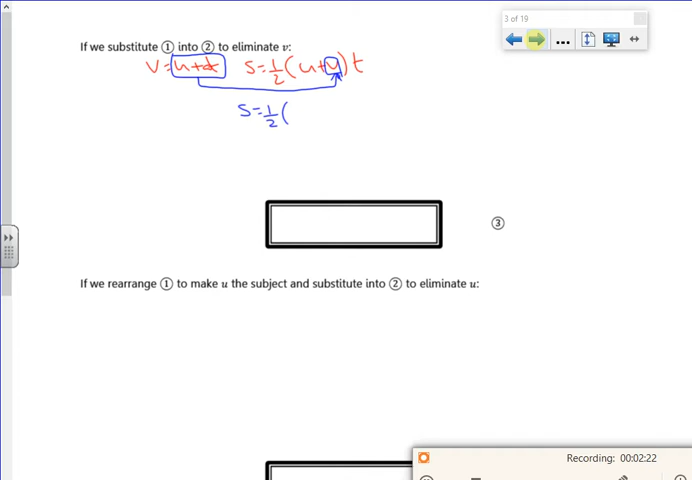 3 of 19
If we substitute ① into ② to eliminate v:
v=u+at s=½(u+v)t
s=½(
③
If we rearrange ① to make u the subject and substitute into ② to eliminate u:
Recording: 00:02:22